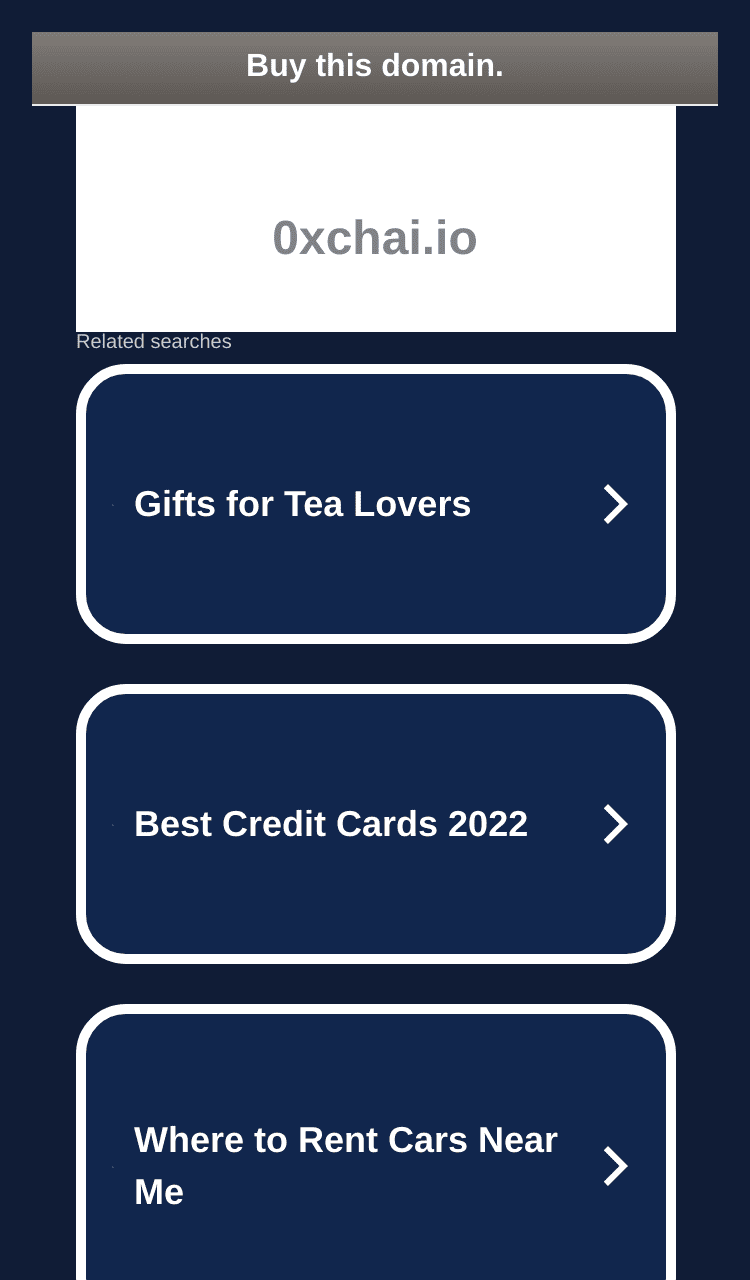 Buy this domain.
0xchai.io
Related searches
Gifts for Tea Lovers
Best Credit Cards 2022
Where to Rent Cars Near
Me